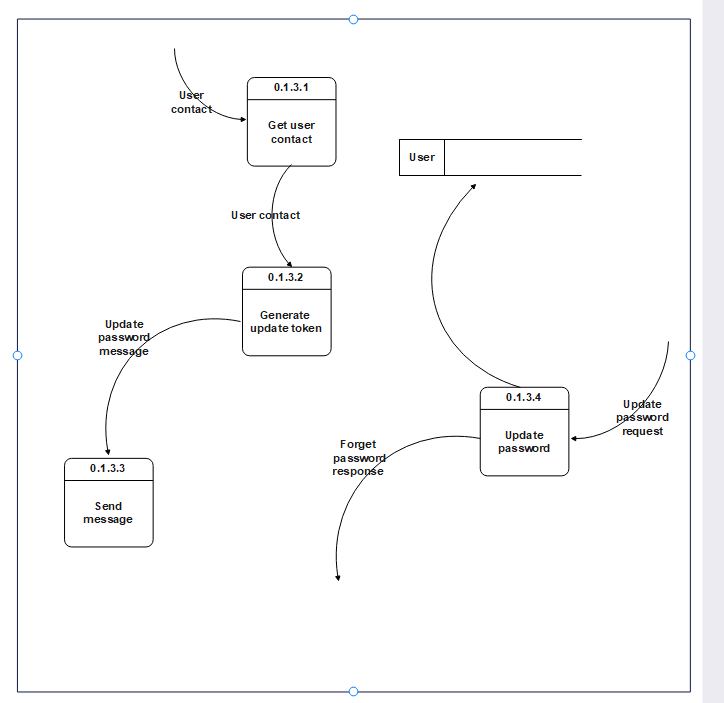 User
contact
0.1.3.1
Get user
contact
User
User contact
0.1.3.2
Generate
update token
Update
password
message
0.1.3.4
Update
password
Update
password
request
Forget
password
response
0.1.3.3
Send
message